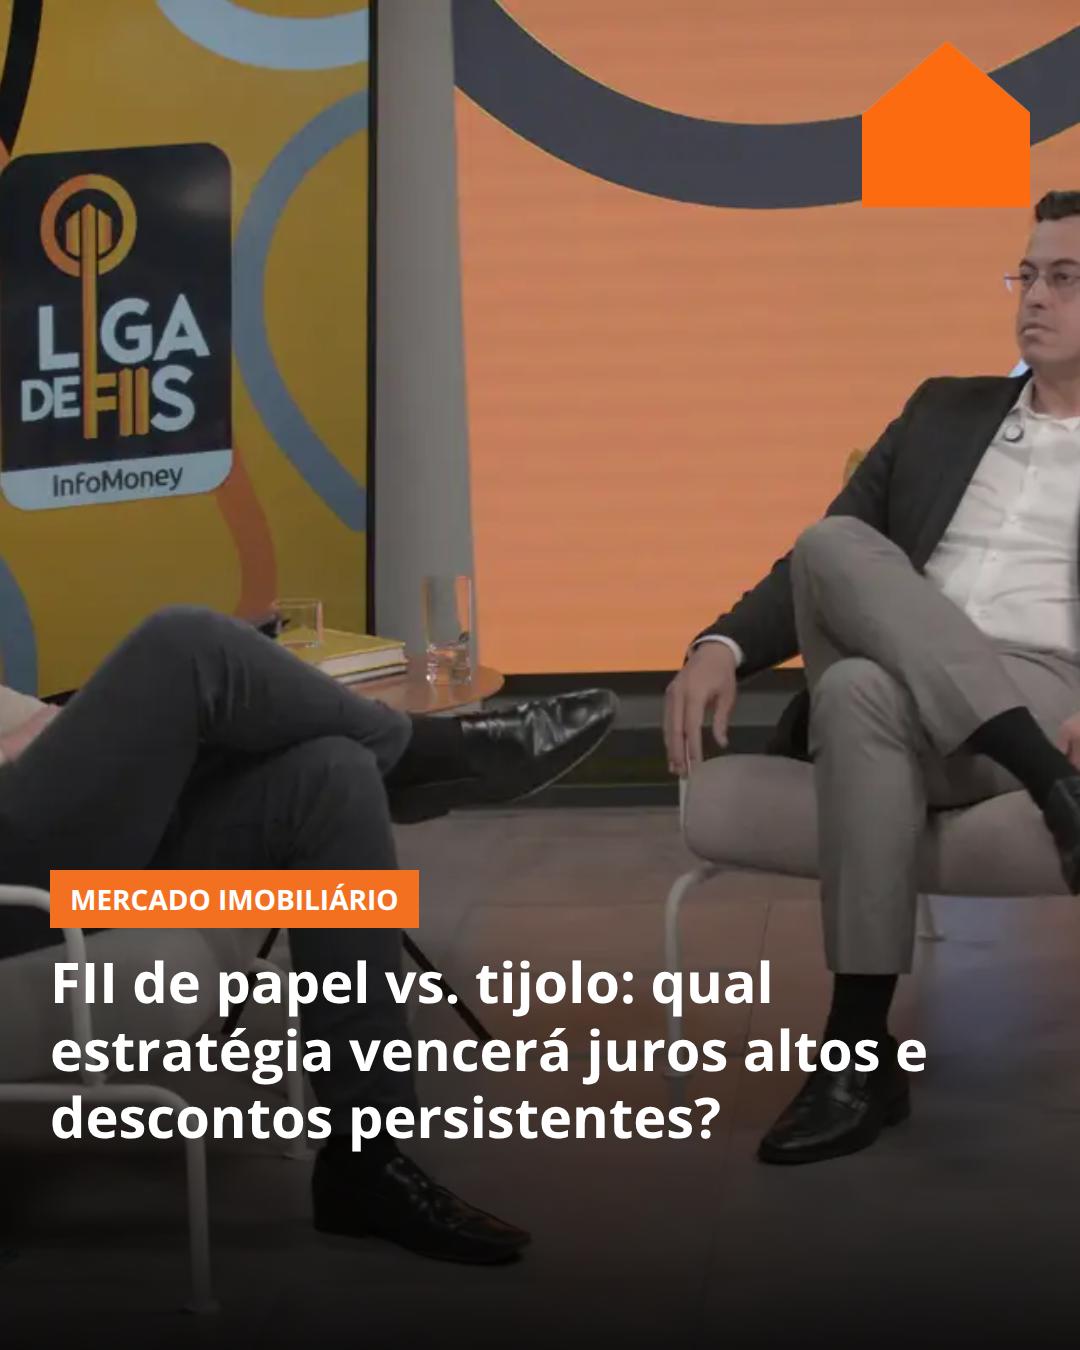 LIGA
DE FIIS
InfoMoney
MERCADO IMOBILIÁRIO
FII de papel vs. tijolo: qual
estratégia vencerá juros altos e
descontos persistentes?